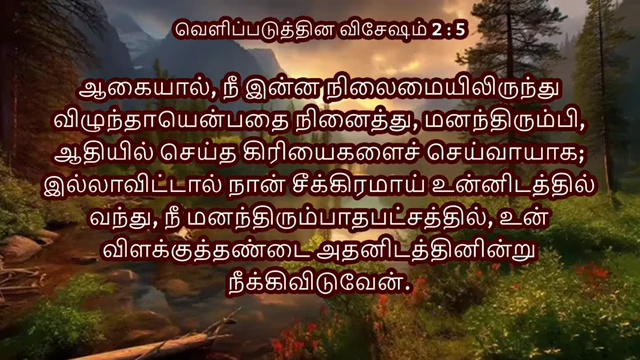 வெளிப்படுத்தின விசேஷம் 2 : 5
ஆகையால், நீ இன்ன நிலைமையிலிருந்து
விழுந்தாயென்பதை நினைத்து, மனந்திரும்பி,
ஆதியில் செய்த கிரியைகளைச் செய்வாயாக;
இல்லாவிட்டால் நான் சீக்கிரமாய் உன்னிடத்தில்
வந்து, நீ மனந்திரும்பாதபட்சத்தில், உன்
விளக்குத்தண்டை அதனிடத்தினின்று
நீக்கிவிடுவேன்.